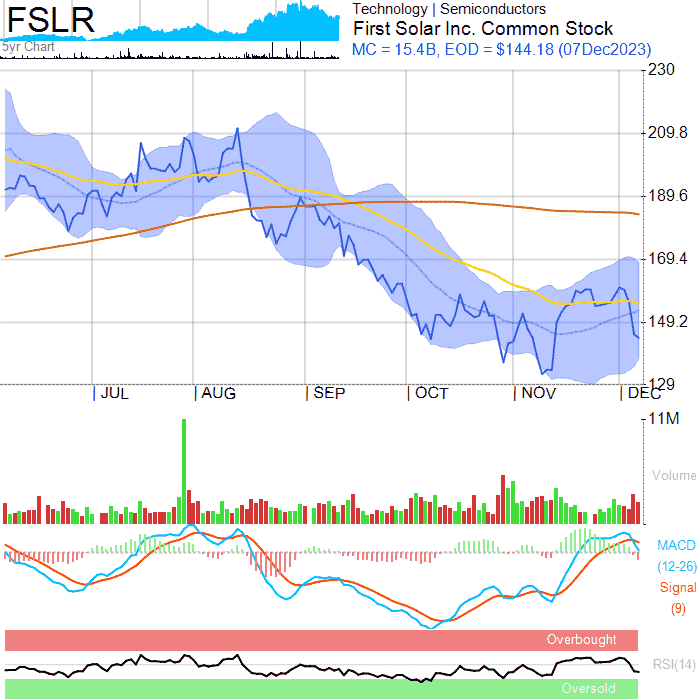 FSLR
5yr Chart
Technology | Semiconductors
First Solar Inc. Common Stock
MC = 15.4B, EOD = $144.18 (07Dec2023)
230
209.8
189.6
169.4
149.2
129
JUL
AUG
SEP
OCT
NOV
DEC
11M
Volume
MACD
(12-26)
Signal
(9)
Overbought
RSI(14)
Oversold